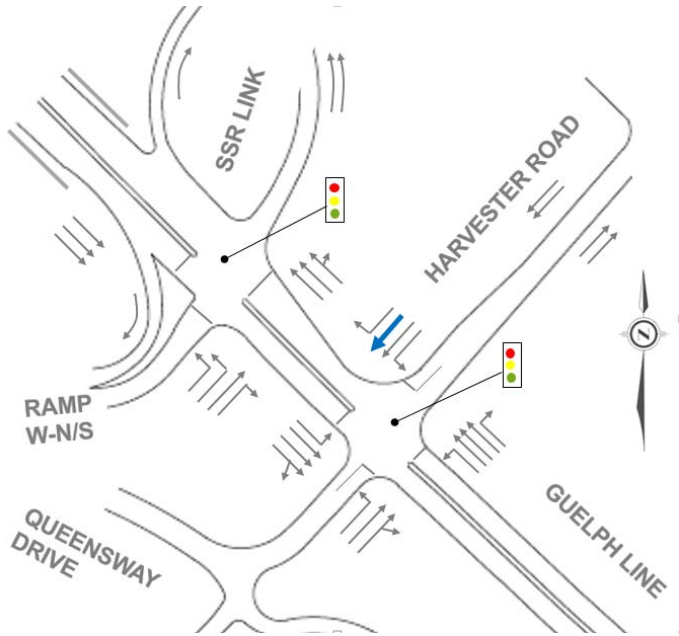 SSR LINK
HARVESTER ROAD
RAMP
W-N/S
QUEENSWAY
DRIVE
GUELPH LINE
N